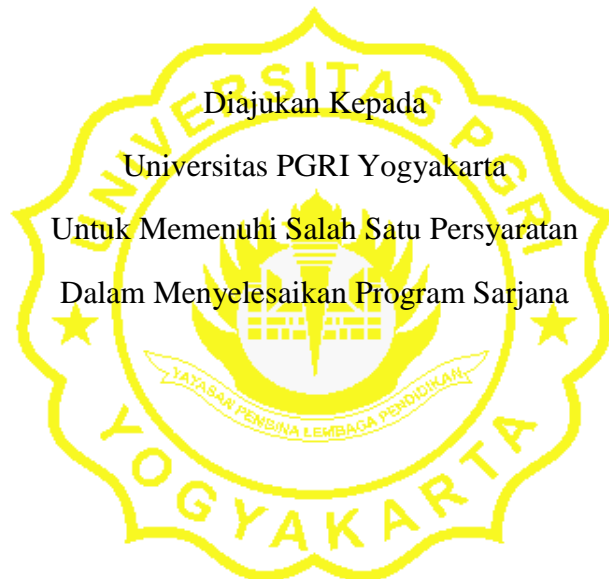 UNIVERSITAS PGRI
Diajukan Kepada
Universitas PGRI Yogyakarta
Untuk Memenuhi Salah Satu Persyaratan
Dalam Menyelesaikan Program Sarjana
YAYASAN PEMBINA LEMBAGA PENDIDIKAN
YOGYAKARTA